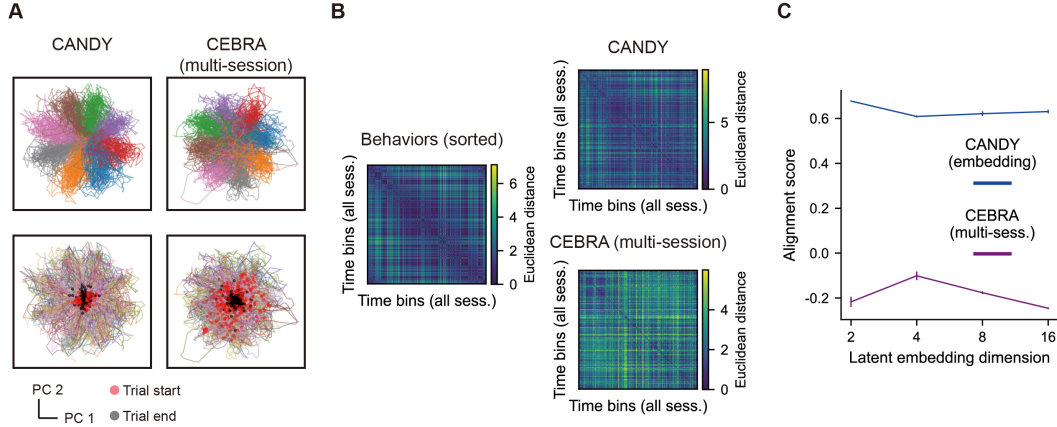 A
CANDY
CEBRA
(multi-session)
PC 2
PC 1
Trial start
Trial end
B
Behaviors (sorted)
Time bins (all sess.)
Time bins (all sess.)
6
4
2
0
Euclidean distance
CANDY
Time bins (all sess.)
Time bins (all sess.)
5
0
Euclidean distance
CEBRA (multi-session)
Time bins (all sess.)
Time bins (all sess.)
4
2
0
Euclidean distance
C
Alignment score
0.6
0.4
0.2
0.0
-0.2
CANDY
(embedding)
CEBRA
(multi-sess.)
2
4
8
16
Latent embedding dimension